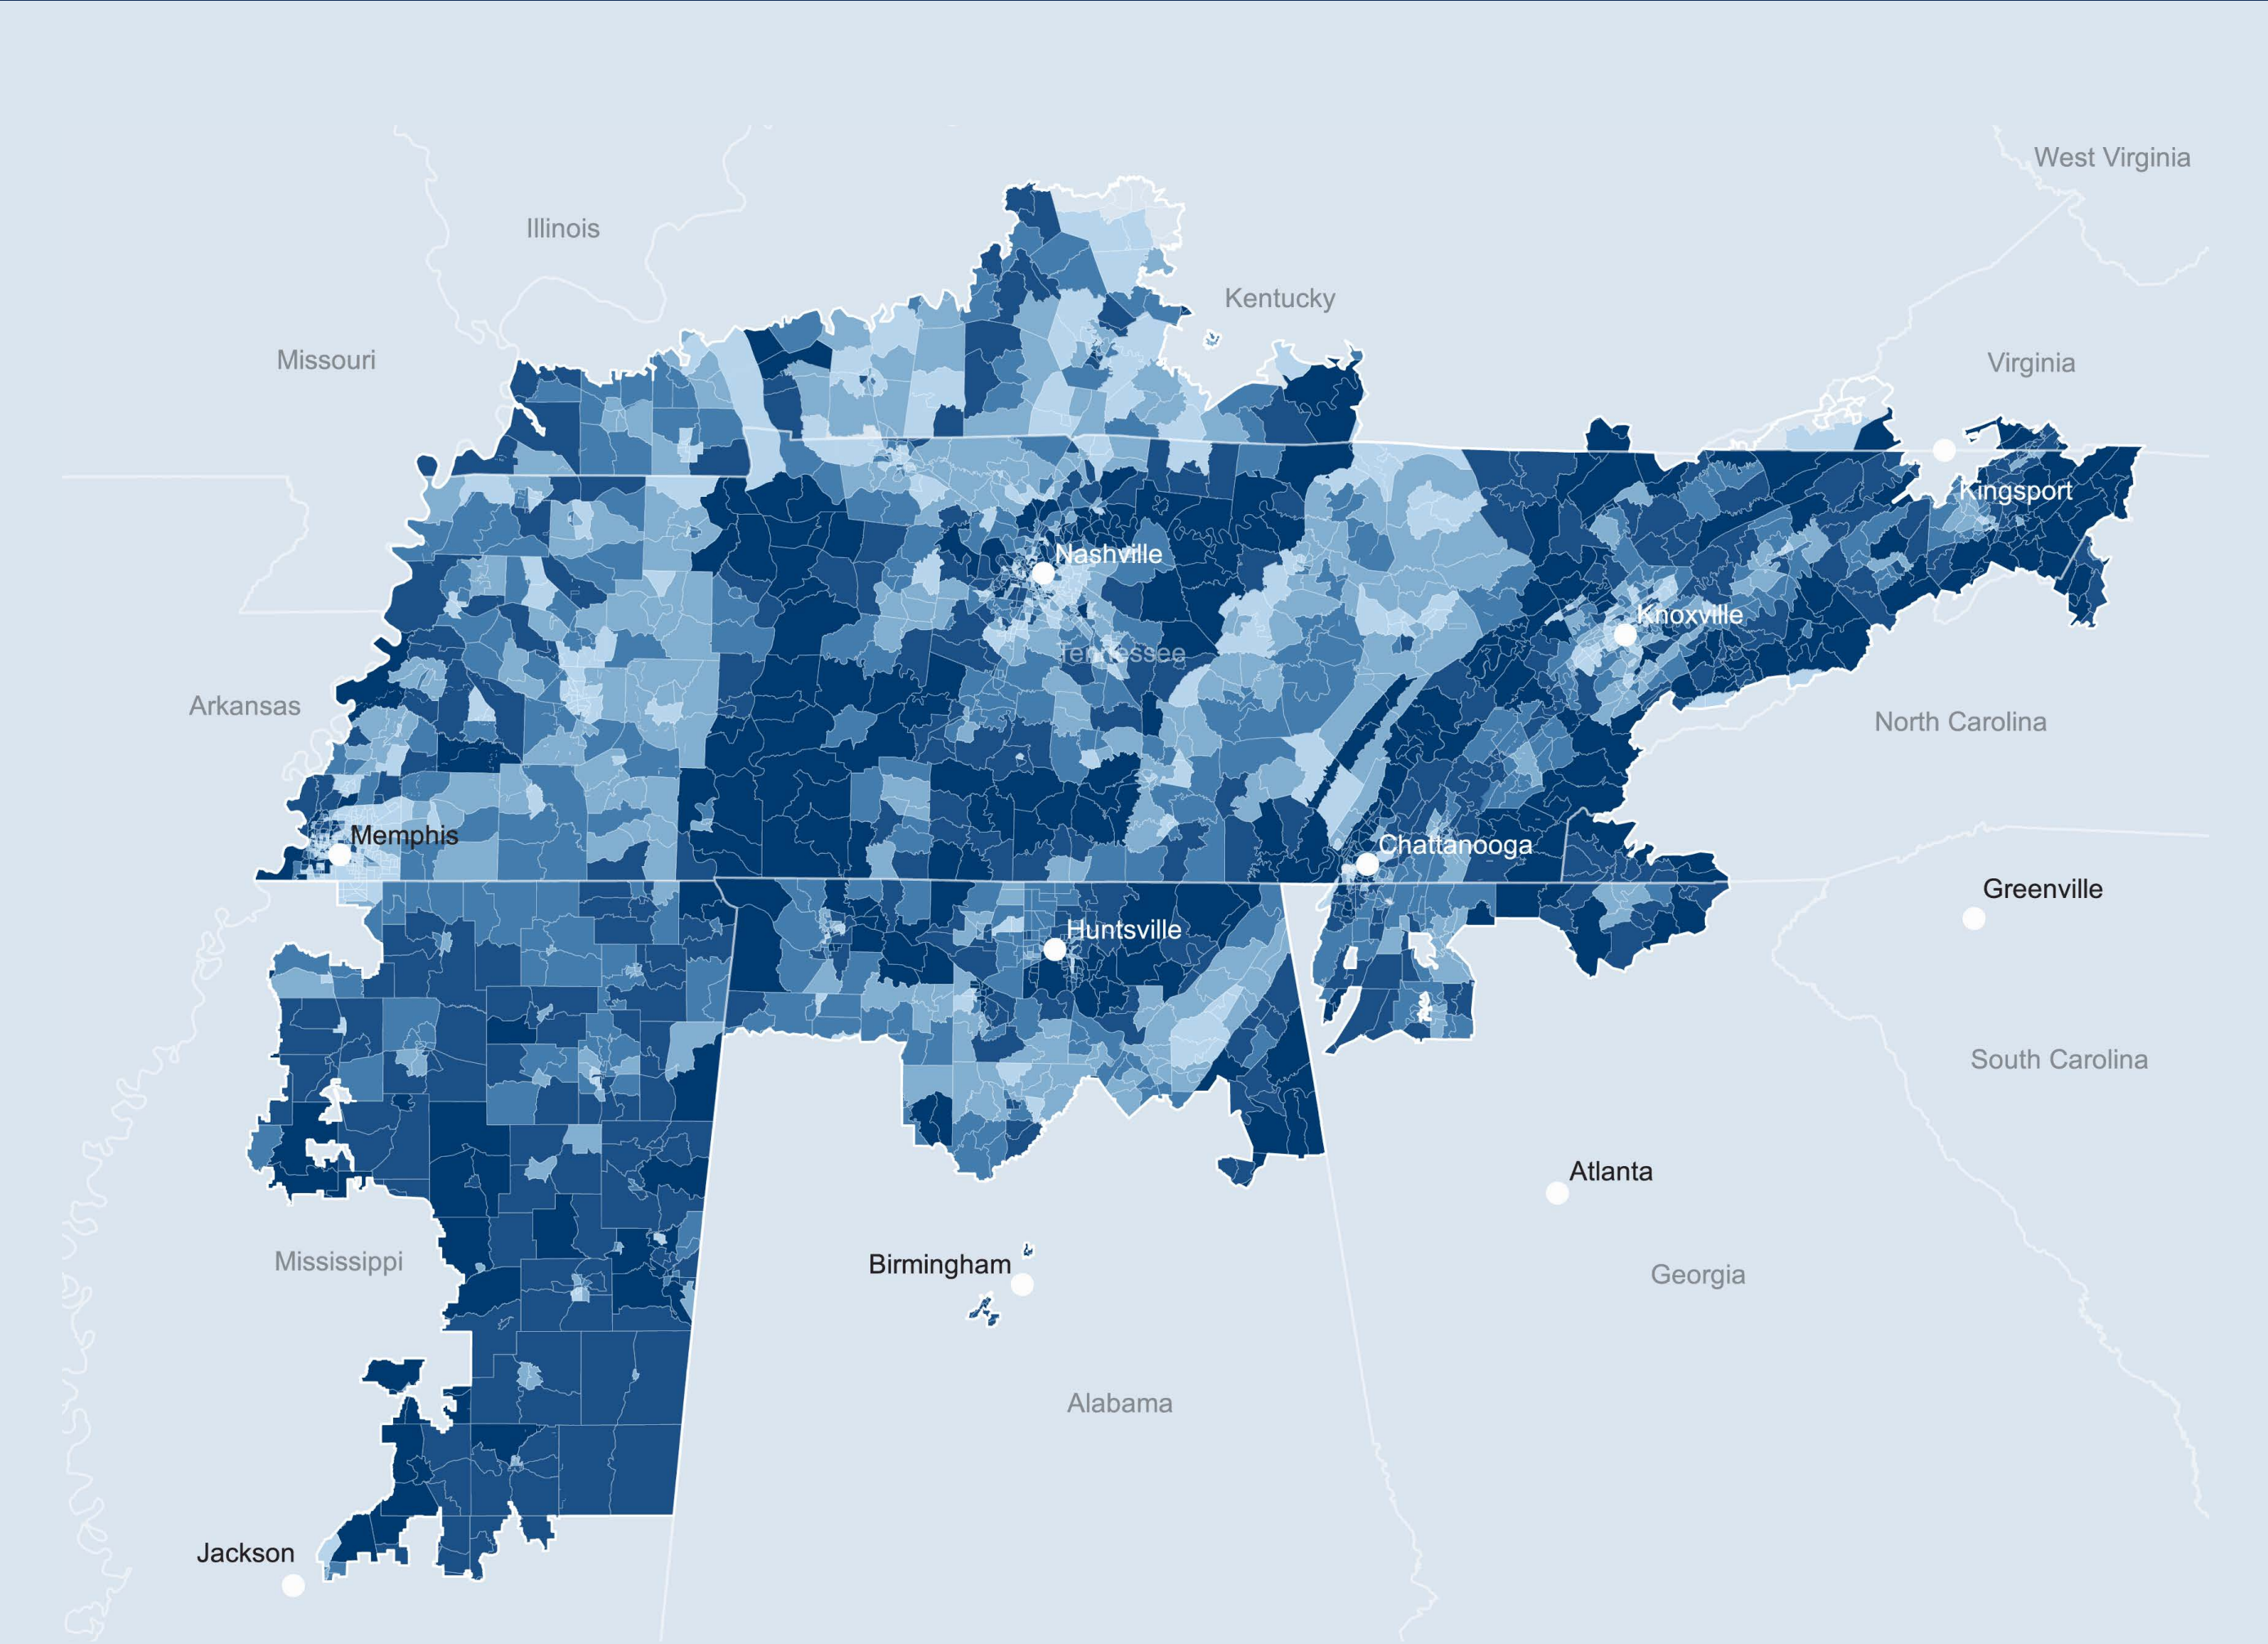 West Virginia
Illinois
Kentucky
Missouri
Virginia
Kingsport
Nashville
Knoxville
Tennessee
Arkansas
North Carolina
Memphis
Chattanooga
Greenville
Huntsville
South Carolina
Atlanta
Mississippi
Birmingham
Georgia
Alabama
Jackson